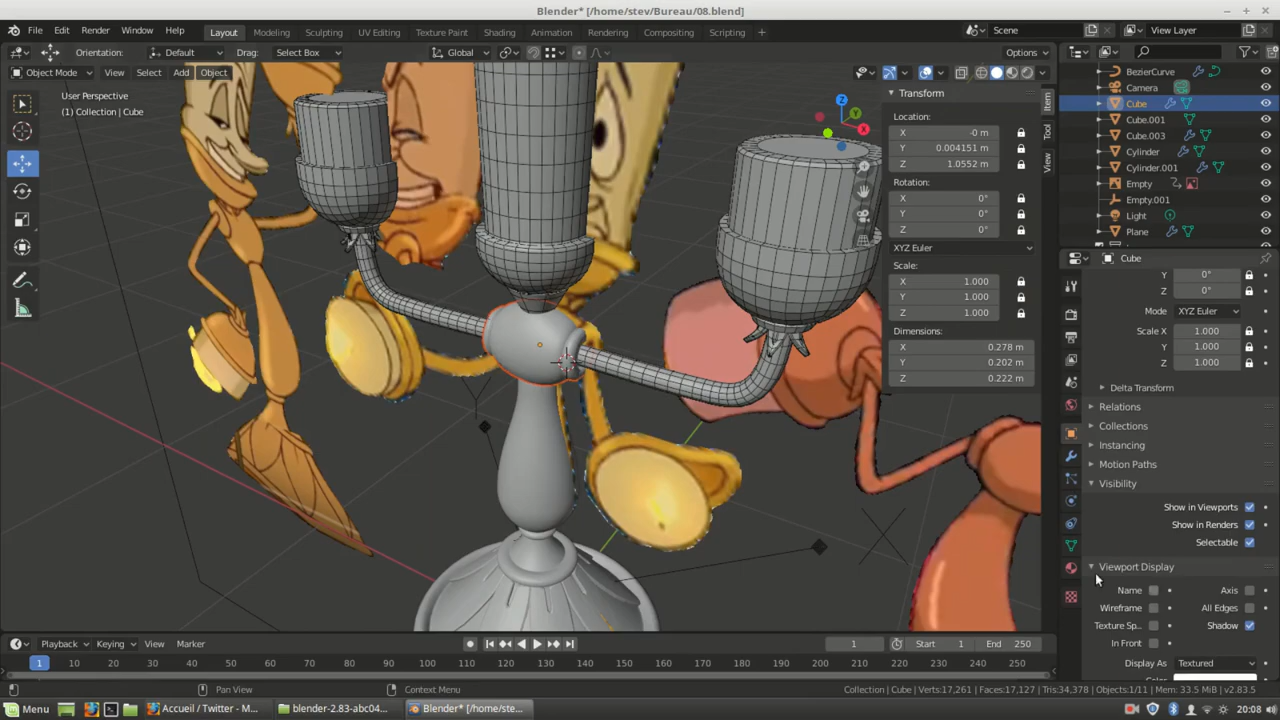 Blender* [/home/stev/Bureau/08.blend]
File Edit Render Window Help Layout Modeling Sculpting UV Editing Texture Paint Shading Animation Rendering Compositing Scripting + Scene View Layer
Orientation: Default Drag: Select Box Global Options
Object Mode View Select Add Object
User Perspective
(1) Collection | Cube
Z
Y
X
Transform
Location:
X -0 m
Y 0.004151 m
Z 1.0552 m
Rotation:
X 0°
Y 0°
Z 0°
XYZ Euler
Scale:
X 1.000
Y 1.000
Z 1.000
Dimensions:
X 0.278 m
Y 0.202 m
Z 0.222 m
Item
Tool
View
BezierCurve
Camera
Cube
Cube.001
Cube.003
Cylinder
Cylinder.001
Empty
Empty.001
Light
Plane
Cube
Y 0°
Z 0°
Mode XYZ Euler
Scale X 1.000
Y 1.000
Z 1.000
Delta Transform
Relations
Collections
Instancing
Motion Paths
Visibility
Show in Viewports
Show in Renders
Selectable
Viewport Display
Name Axis
Wireframe All Edges
Texture Sp.. Shadow
In Front
Display As Textured
Playback Keying View Marker 1 Start 1 End 250
1 10 20 30 40 50 60 70 80 90 100 110 120 130 140 150 160 170 180 190 200 210 220 230 240 250
Pan View Context Menu Collection | Cube | Verts:17,261 | Faces:17,127 | Tris:34,378 | Objects:1/11 | Mem: 33.5 MiB | v2.83.5
Menu Accueil / Twitter - M... blender-2.83-abc04... Blender* [/home/ste... 20:08